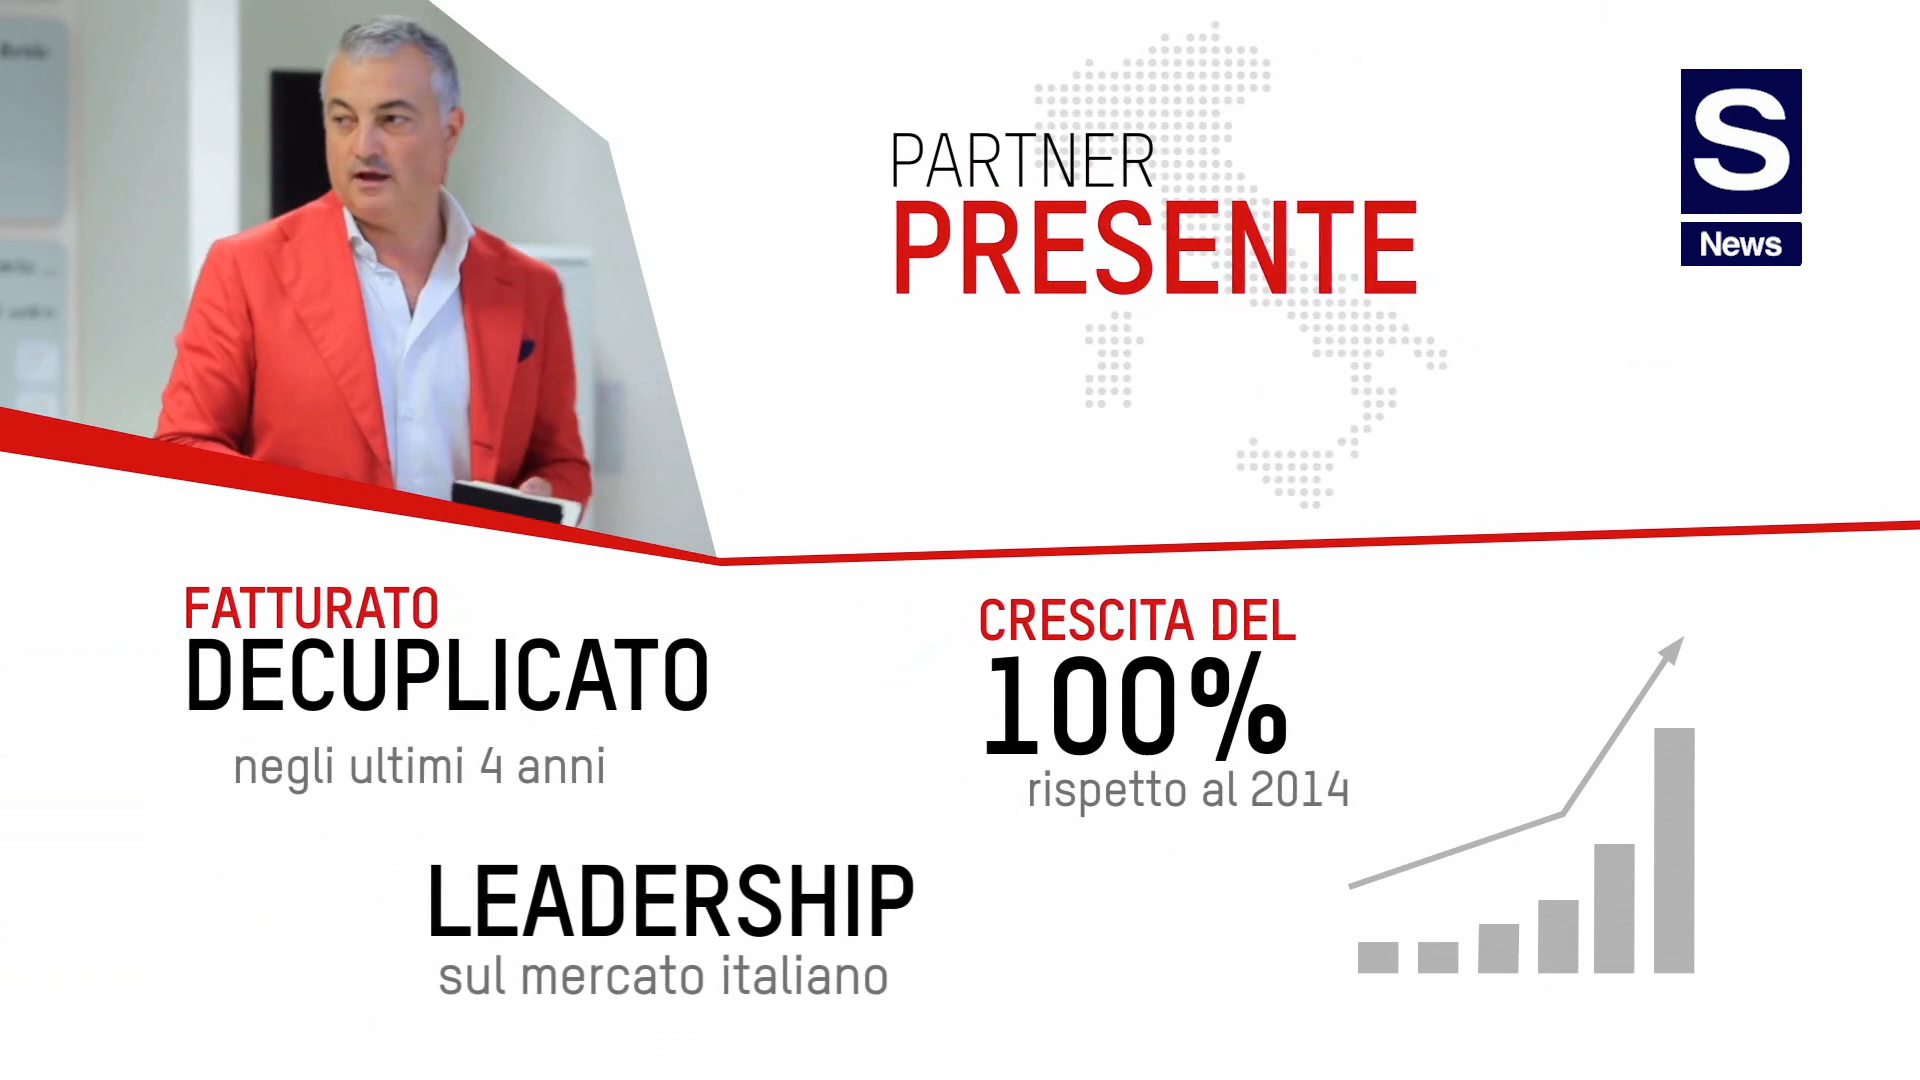 PARTNER
PRESENTE
S
News
FATTURATO
DECUPLICATO
negli ultimi 4 anni
CRESCITA DEL
100%
rispetto al 2014
LEADERSHIP
sul mercato italiano